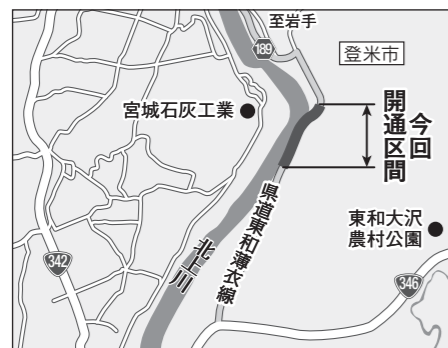 至岩手
189
登米市
宮城石灰工業
今回
開通区間
県道東和薄衣線
北上川
東和大沢
農村公園
342
346